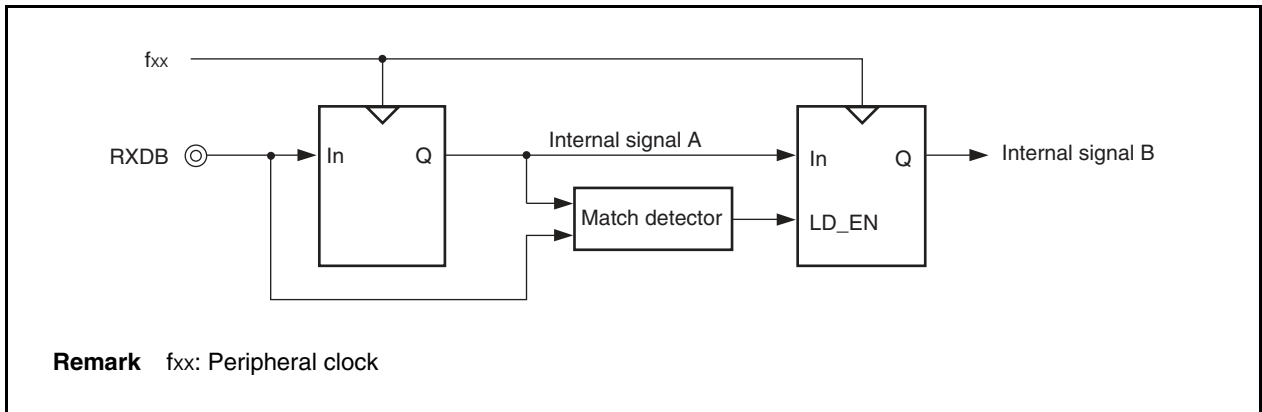 fxx
RXDB
In
Q
Internal signal A
In
Q
Internal signal B
Match detector
LD_EN
Remark fxx: Peripheral clock